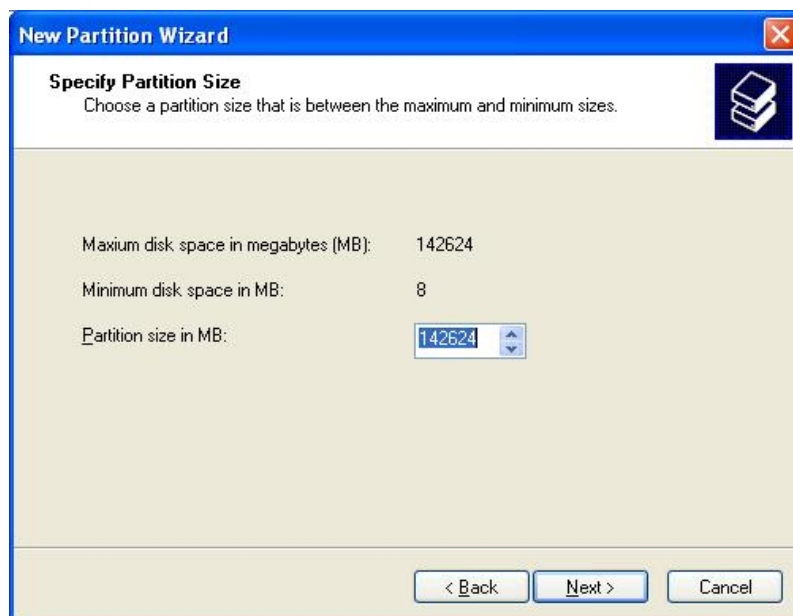 New Partition Wizard
Specify Partition Size
Choose a partition size that is between the maximum and minimum sizes.
Maxium disk space in megabytes (MB): 142624
Minimum disk space in MB: 8
Partition size in MB: 142624
< Back Next > Cancel